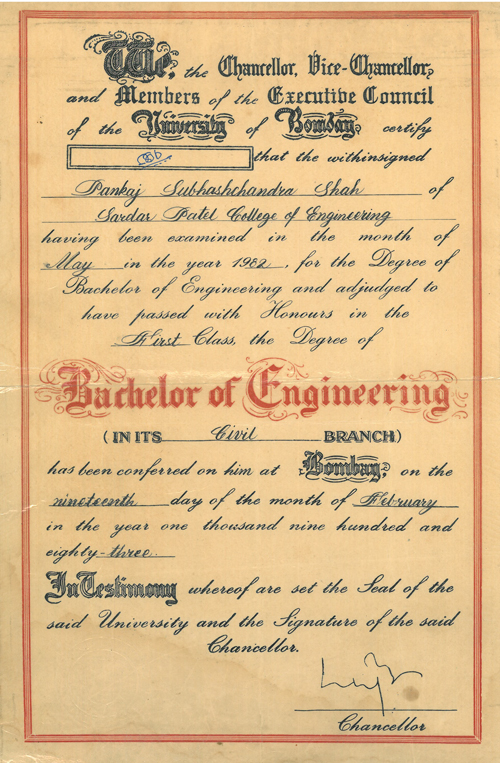 We, the Chancellor, Vice-Chancellor,
and Members of the Executive Council
of the University of Bombay, certify
that the withinsigned
Pankaj Subhashchandra Shah of
Sardar Patel College of Engineering
having been examined in the month of
May in the year 1982, for the Degree of
Bachelor of Engineering and adjudged to
have passed with Honours in the
First Class, the Degree of
Bachelor of Engineering
(IN ITS Civil BRANCH)
has been conferred on him at Bombay, on the
nineteenth day of the month of February
in the year one thousand nine hundred and
eighty-three.
In Testimony whereof are set the Seal of the
said University and the Signature of the said
Chancellor.
Chancellor